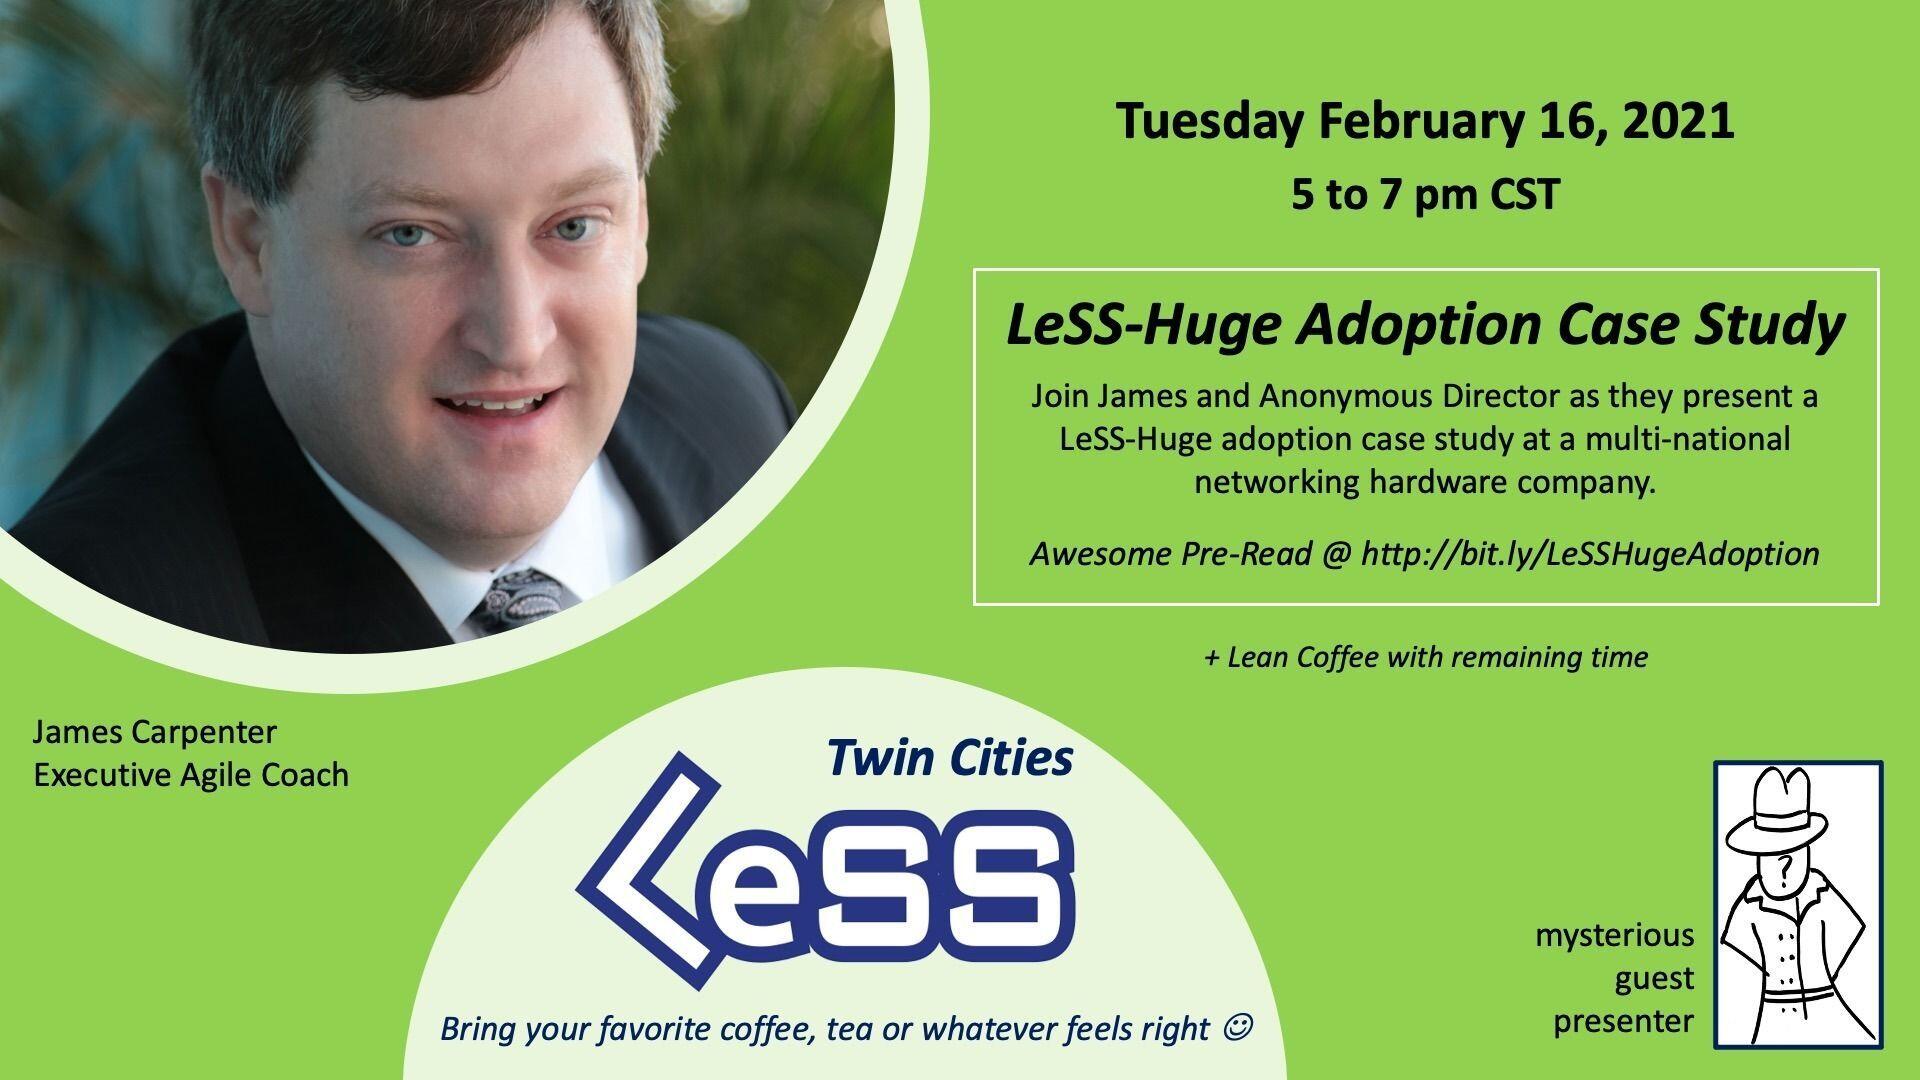 Tuesday February 16, 2021
5 to 7 pm CST
LeSS-Huge Adoption Case Study
Join James and Anonymous Director as they present a
LeSS-Huge adoption case study at a multi-national
networking hardware company.
Awesome Pre-Read @ http://bit.ly/LeSSHugeAdoption
+ Lean Coffee with remaining time
James Carpenter
Executive Agile Coach
Twin Cities
LeSS
Bring your favorite coffee, tea or whatever feels right ☺
?
mysterious
guest
presenter